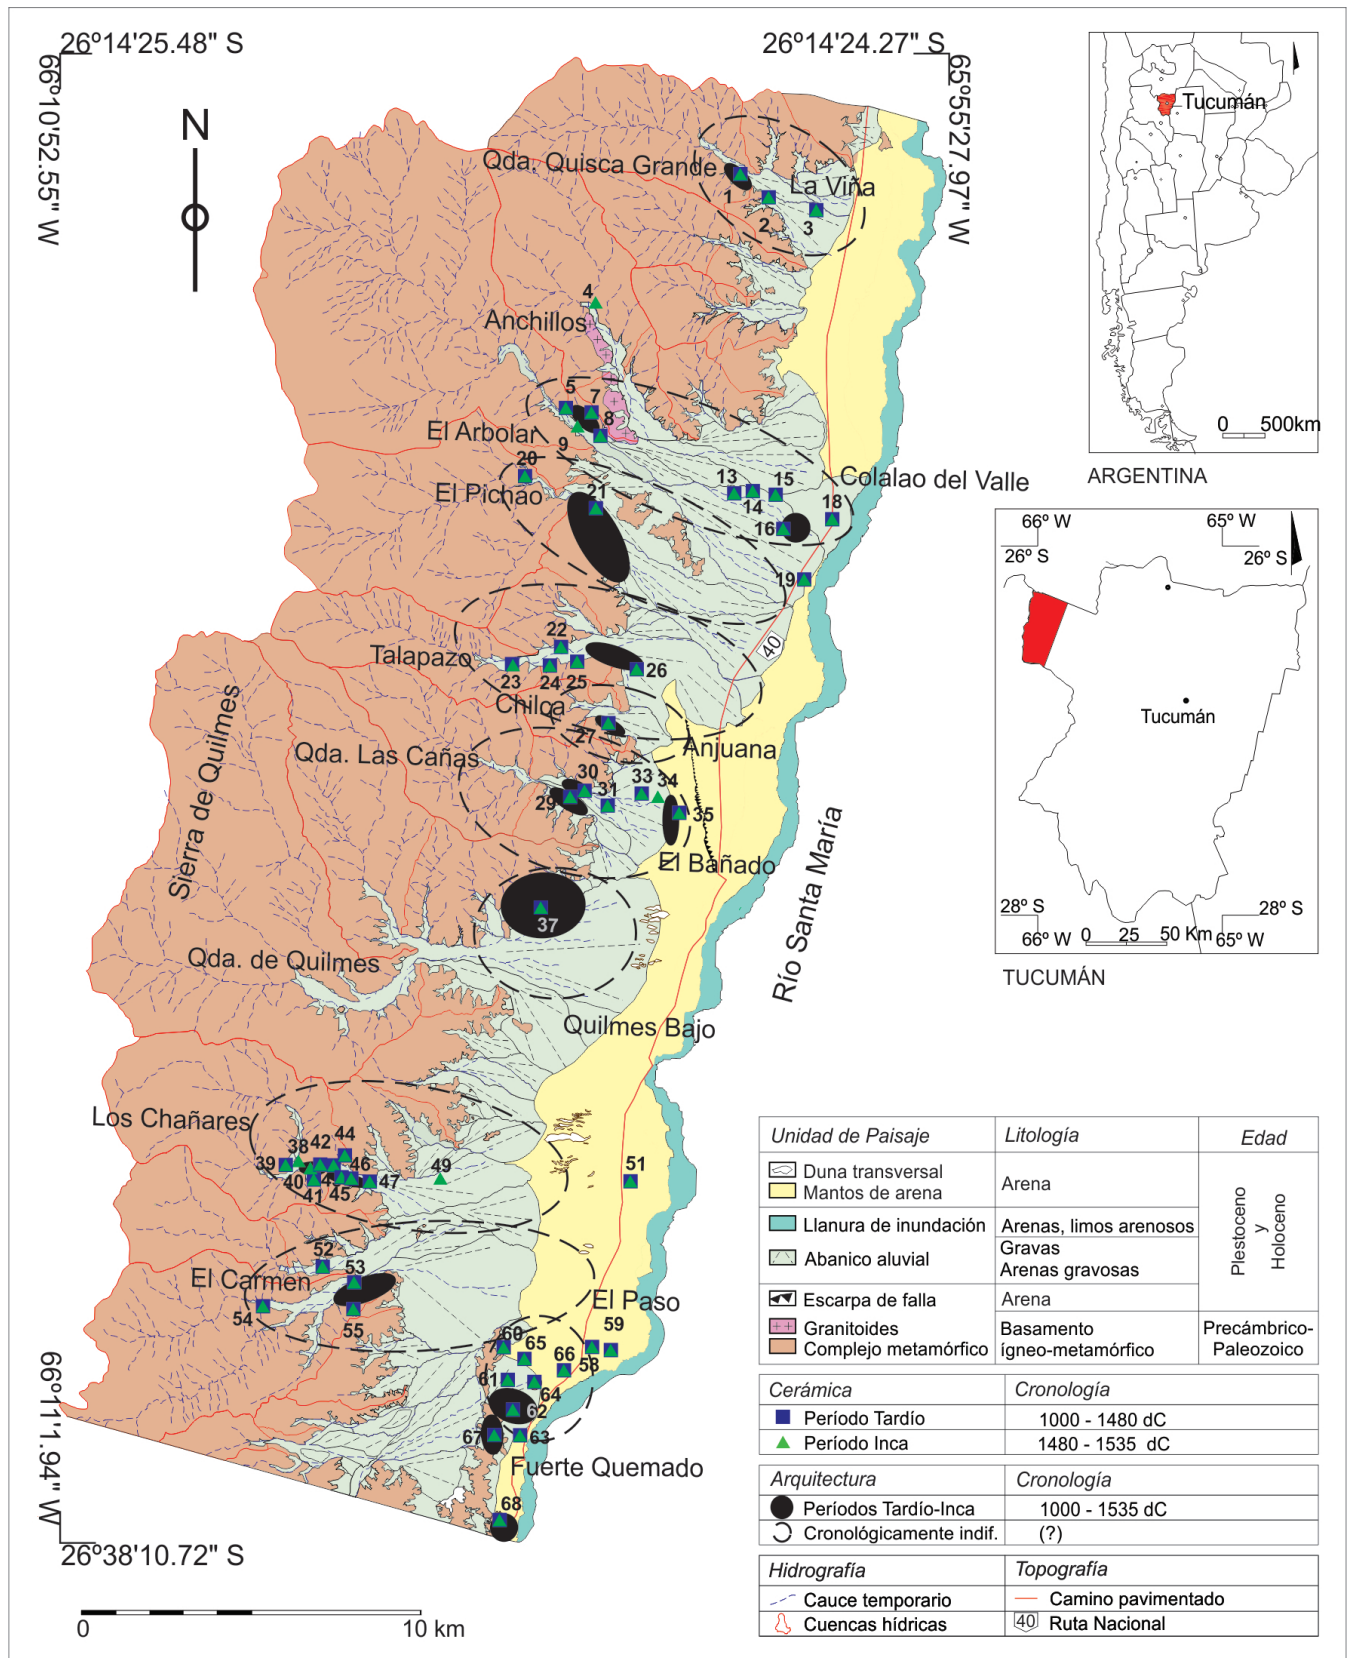 26º14'25.48" S
26º14'24.27" S
66º10'52.55" W
65º55'27.97" W
N
Qda. Quisca Grande
La Viña
1
2
3
4
Anchillos
5
7
8
9
El Arbolar
20
El Pichao
21
13
14
15
16
18
19
Colalao del Valle
40
22
Talapazo
23
24
25
26
Chilca
27
Anjuana
Qda. Las Cañas
30
29
31
33
34
35
El Bañado
Sierra de Quilmes
37
Qda. de Quilmes
Río Santa María
Quilmes Bajo
Los Chañares
38
42
44
39
46
40
4
41
45
47
49
51
52
El Carmen
53
54
55
El Paso
59
60
65
66
58
61
64
62
67
63
Fuerte Quemado
68
66º11'1.94" W
26º38'10.72" S
0 10 km
Tucumán
0 500km
ARGENTINA
66º W
65º W
26º S
26º S
Tucumán
28º S
28º S
66º W
0 25 50 Km
65º W
TUCUMÁN
Unidad de Paisaje Litología Edad
Duna transversal
Mantos de arena
Arena
Llanura de inundación Arenas, limos arenosos
Abanico aluvial
Gravas
Arenas gravosas
Plestoceno
y
Holoceno
Escarpa de falla Arena
Granitoides Basamento Precámbrico-
Complejo metamórfico ígneo-metamórfico Paleozoico
Cerámica Cronología
Período Tardío 1000 - 1480 dC
Período Inca 1480 - 1535 dC
Arquitectura Cronología
Períodos Tardío-Inca 1000 - 1535 dC
Cronológicamente indif. (?)
Hidrografía Topografía
Cauce temporario Camino pavimentado
Cuencas hídricas 40 Ruta Nacional